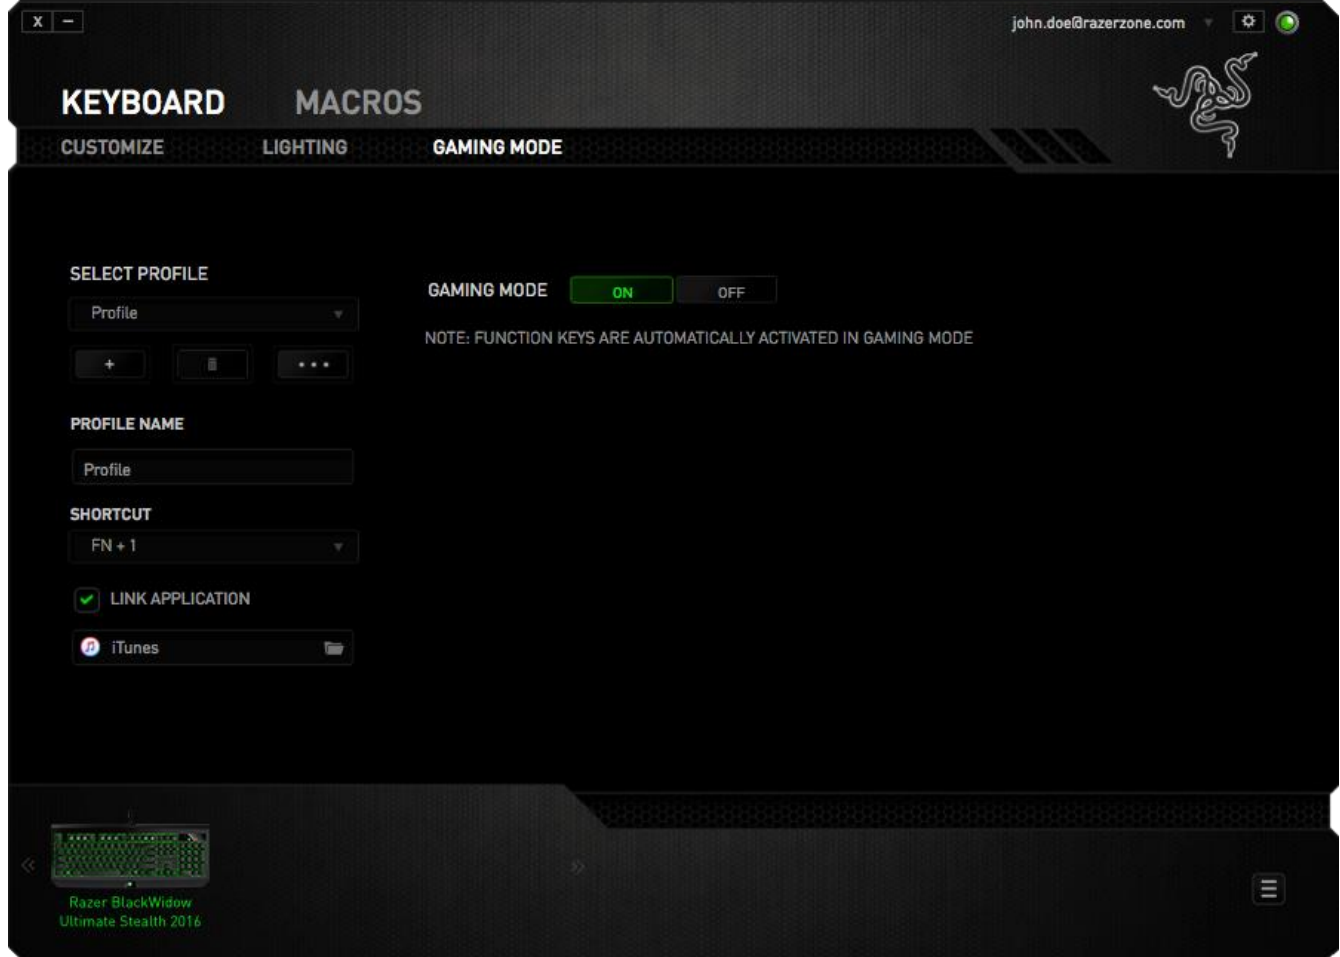 X −
john.doe@razerzone.com
KEYBOARD MACROS
CUSTOMIZE LIGHTING GAMING MODE
SELECT PROFILE
Profile
+ •••
PROFILE NAME
Profile
SHORTCUT
FN + 1
LINK APPLICATION
iTunes
GAMING MODE ON OFF
NOTE: FUNCTION KEYS ARE AUTOMATICALLY ACTIVATED IN GAMING MODE
Razer BlackWidow
Ultimate Stealth 2016